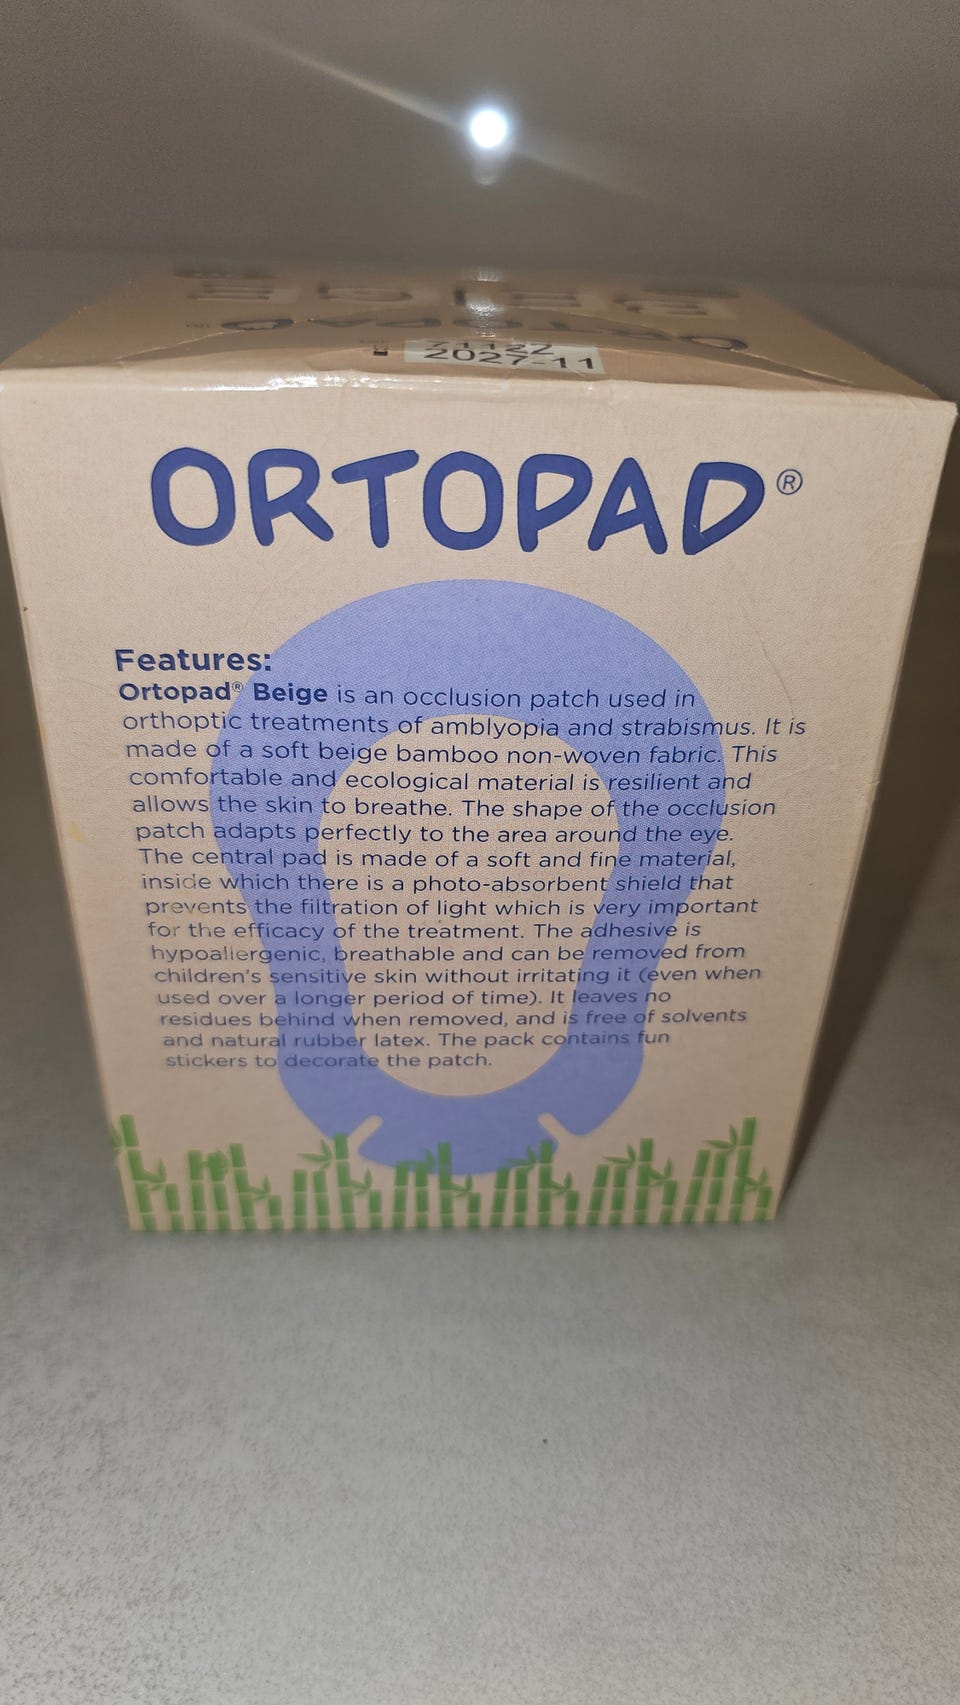 2027-11
ORTOPAD®
Features:
Ortopad® Beige is an occlusion patch used in
orthoptic treatments of amblyopia and strabismus. It is
made of a soft beige bamboo non-woven fabric. This
comfortable and ecological material is resilient and
allows the skin to breathe. The shape of the occlusion
patch adapts perfectly to the area around the eye.
The central pad is made of a soft and fine material,
inside which there is a photo-absorbent shield that
prevents the filtration of light which is very important
for the efficacy of the treatment. The adhesive is
hypoallergenic, breathable and can be removed from
children's sensitive skin without irritating it (even when
used over a longer period of time). It leaves no
residues behind when removed, and is free of solvents
and natural rubber latex. The pack contains fun
stickers to decorate the patch.